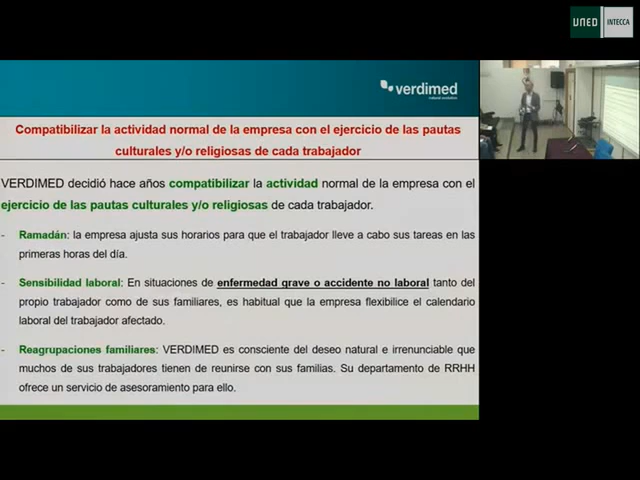 UNED
INTECCA
verdimed
Compatibilizar la actividad normal de la empresa con el ejercicio de las pautas
culturales y/o religiosas de cada trabajador
VERDIMED decidió hace años compatibilizar la actividad normal de la empresa con el
ejercicio de las pautas culturales y/o religiosas de cada trabajador.
- Ramadán: la empresa ajusta sus horarios para que el trabajador lleve a cabo sus tareas en las
primeras horas del día.
- Sensibilidad laboral: En situaciones de enfermedad grave o accidente no laboral tanto del
propio trabajador como de sus familiares, es habitual que la empresa flexibilice el calendario
laboral del trabajador afectado.
- Reagrupaciones familiares: VERDIMED es consciente del deseo natural e irrenunciable que
muchos de sus trabajadores tienen de reunirse con sus familias. Su departamento de RRHH
ofrece un servicio de asesoramiento para ello.